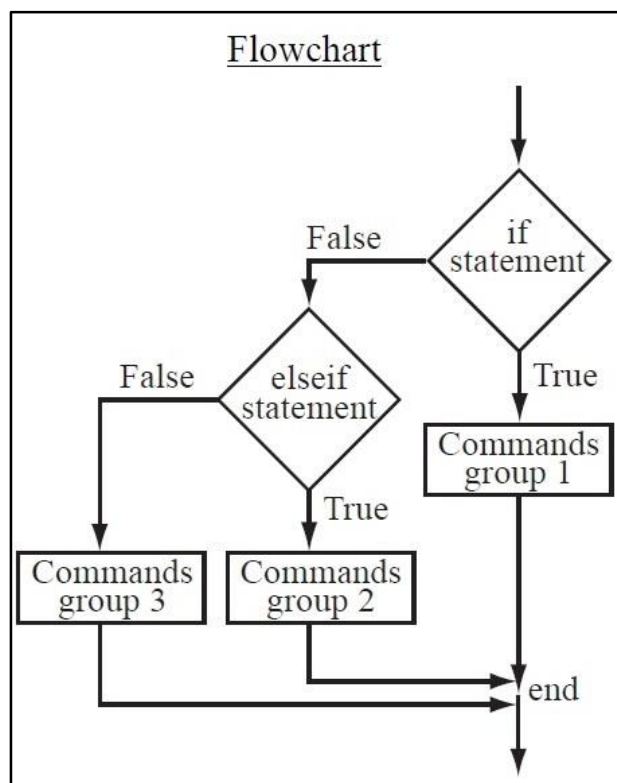 Flowchart
if
statement
False
True
Commands
group 1
elseif
statement
False
True
Commands
group 3
Commands
group 2
end